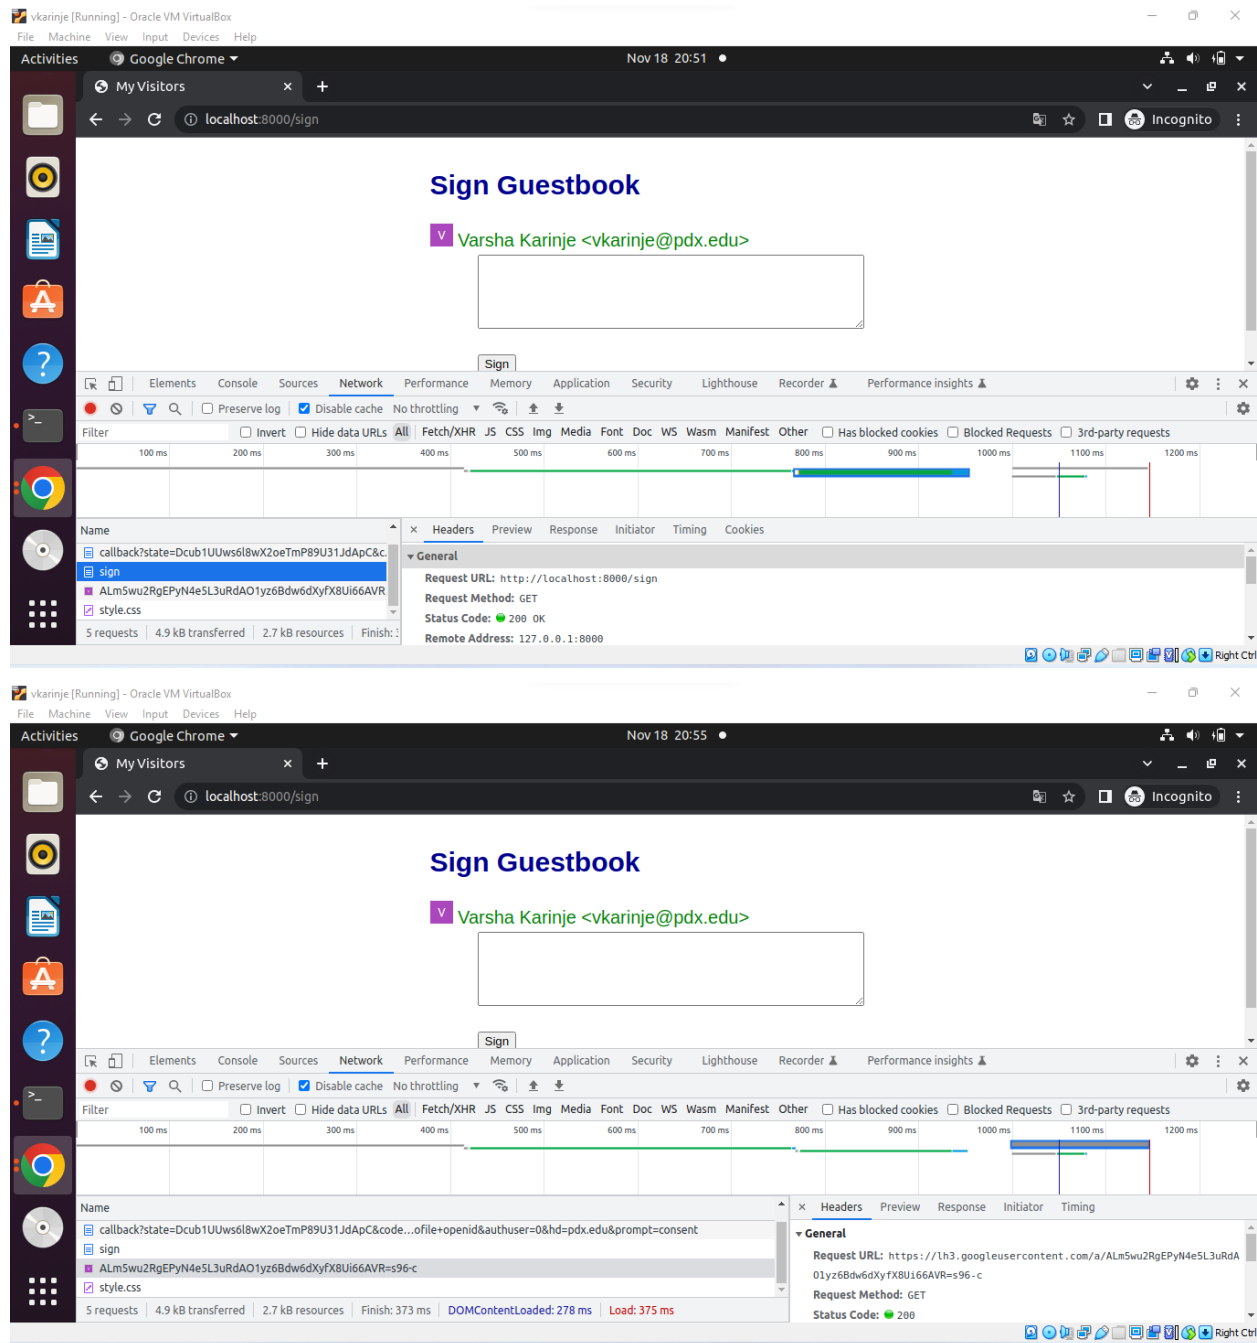 vkarinje [Running] - Oracle VM VirtualBox
File Machine View Input Devices Help
Activities Google Chrome Nov 18 20:51
My Visitors
localhost:8000/sign Incognito
Sign Guestbook
V Varsha Karinje <vkarinje@pdx.edu>
Sign
Elements Console Sources Network Performance Memory Application Security Lighthouse Recorder Performance insights
Preserve log Disable cache No throttling
Filter Invert Hide data URLs All Fetch/XHR JS CSS Img Media Font Doc WS Wasm Manifest Other Has blocked cookies Blocked Requests 3rd-party requests
100 ms 200 ms 300 ms 400 ms 500 ms 600 ms 700 ms 800 ms 900 ms 1000 ms 1100 ms 1200 ms
Name × Headers Preview Response Initiator Timing Cookies
callback?state=Dcub1UUws6l8wX2oeTmP89U31JdApC&c. General
sign Request URL: http://localhost:8000/sign
ALm5wu2RgEPyN4e5L3uRdAO1yz6Bdw6dXyfX8Ui66AVR Request Method: GET
style.css Status Code: 200 OK
5 requests 4.9 kB transferred 2.7 kB resources Finish: Remote Address: 127.0.0.1:8000
Right Ctrl
vkarinje [Running] - Oracle VM VirtualBox
File Machine View Input Devices Help
Activities Google Chrome Nov 18 20:55
My Visitors
localhost:8000/sign Incognito
Sign Guestbook
V Varsha Karinje <vkarinje@pdx.edu>
Sign
Elements Console Sources Network Performance Memory Application Security Lighthouse Recorder Performance insights
Preserve log Disable cache No throttling
Filter Invert Hide data URLs All Fetch/XHR JS CSS Img Media Font Doc WS Wasm Manifest Other Has blocked cookies Blocked Requests 3rd-party requests
100 ms 200 ms 300 ms 400 ms 500 ms 600 ms 700 ms 800 ms 900 ms 1000 ms 1100 ms 1200 ms
Name × Headers Preview Response Initiator Timing
callback?state=Dcub1UUws6l8wX2oeTmP89U31JdApC&code...ofile+openid&authuser=0&hd=pdx.edu&prompt=consent General
sign Request URL: https://lh3.googleusercontent.com/a/ALm5wu2RgEPyN4e5L3uRdA
ALm5wu2RgEPyN4e5L3uRdAO1yz6Bdw6dXyfX8Ui66AVR=s96-c O1yz6Bdw6dXyfX8Ui66AVR=s96-c
style.css Request Method: GET
5 requests 4.9 kB transferred 2.7 kB resources Finish: 373 ms DOMContentLoaded: 278 ms Load: 375 ms Status Code: 200
Right Ctrl